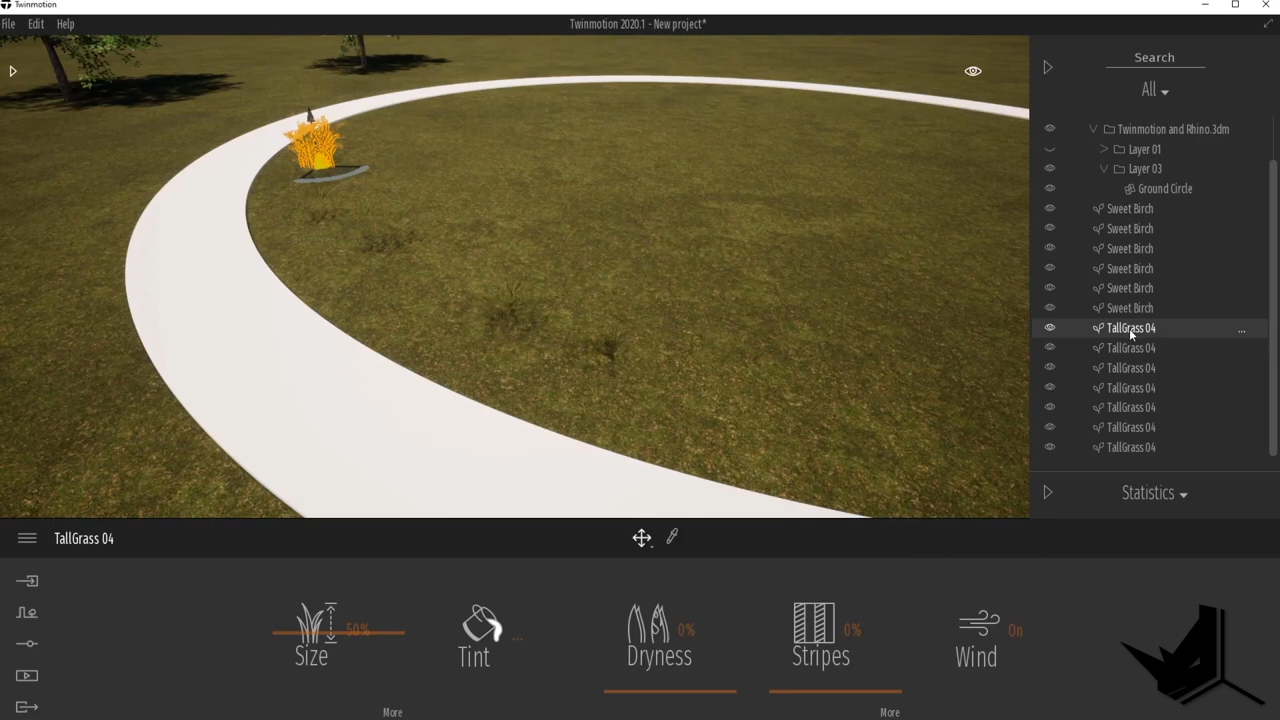 Twinmotion
File Edit Help
Twinmotion 2020.1 - New project*
Search
All
Twinmotion and Rhino.3dm
Layer 01
Layer 03
Ground Circle
Sweet Birch
Sweet Birch
Sweet Birch
Sweet Birch
Sweet Birch
Sweet Birch
TallGrass 04 ...
TallGrass 04
TallGrass 04
TallGrass 04
TallGrass 04
TallGrass 04
TallGrass 04
Statistics
TallGrass 04
50% ... 0% 0% On
Size Tint Dryness Stripes Wind
More More